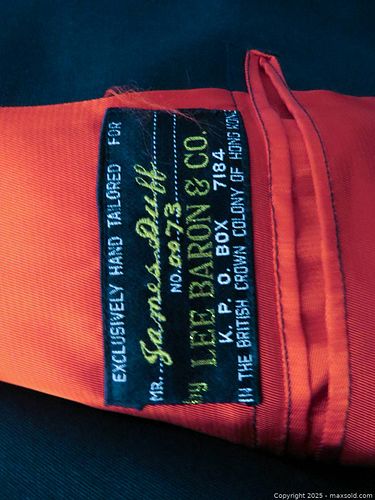 EXCLUSIVELY HAND TAILORED FOR
MR....James Duff.......
NO. 0073
by LEE BARON & CO.
K. P. O. BOX 7184.
IN THE BRITISH CROWN COLONY OF HONG KONG
Copyright 2025 - maxsold.com